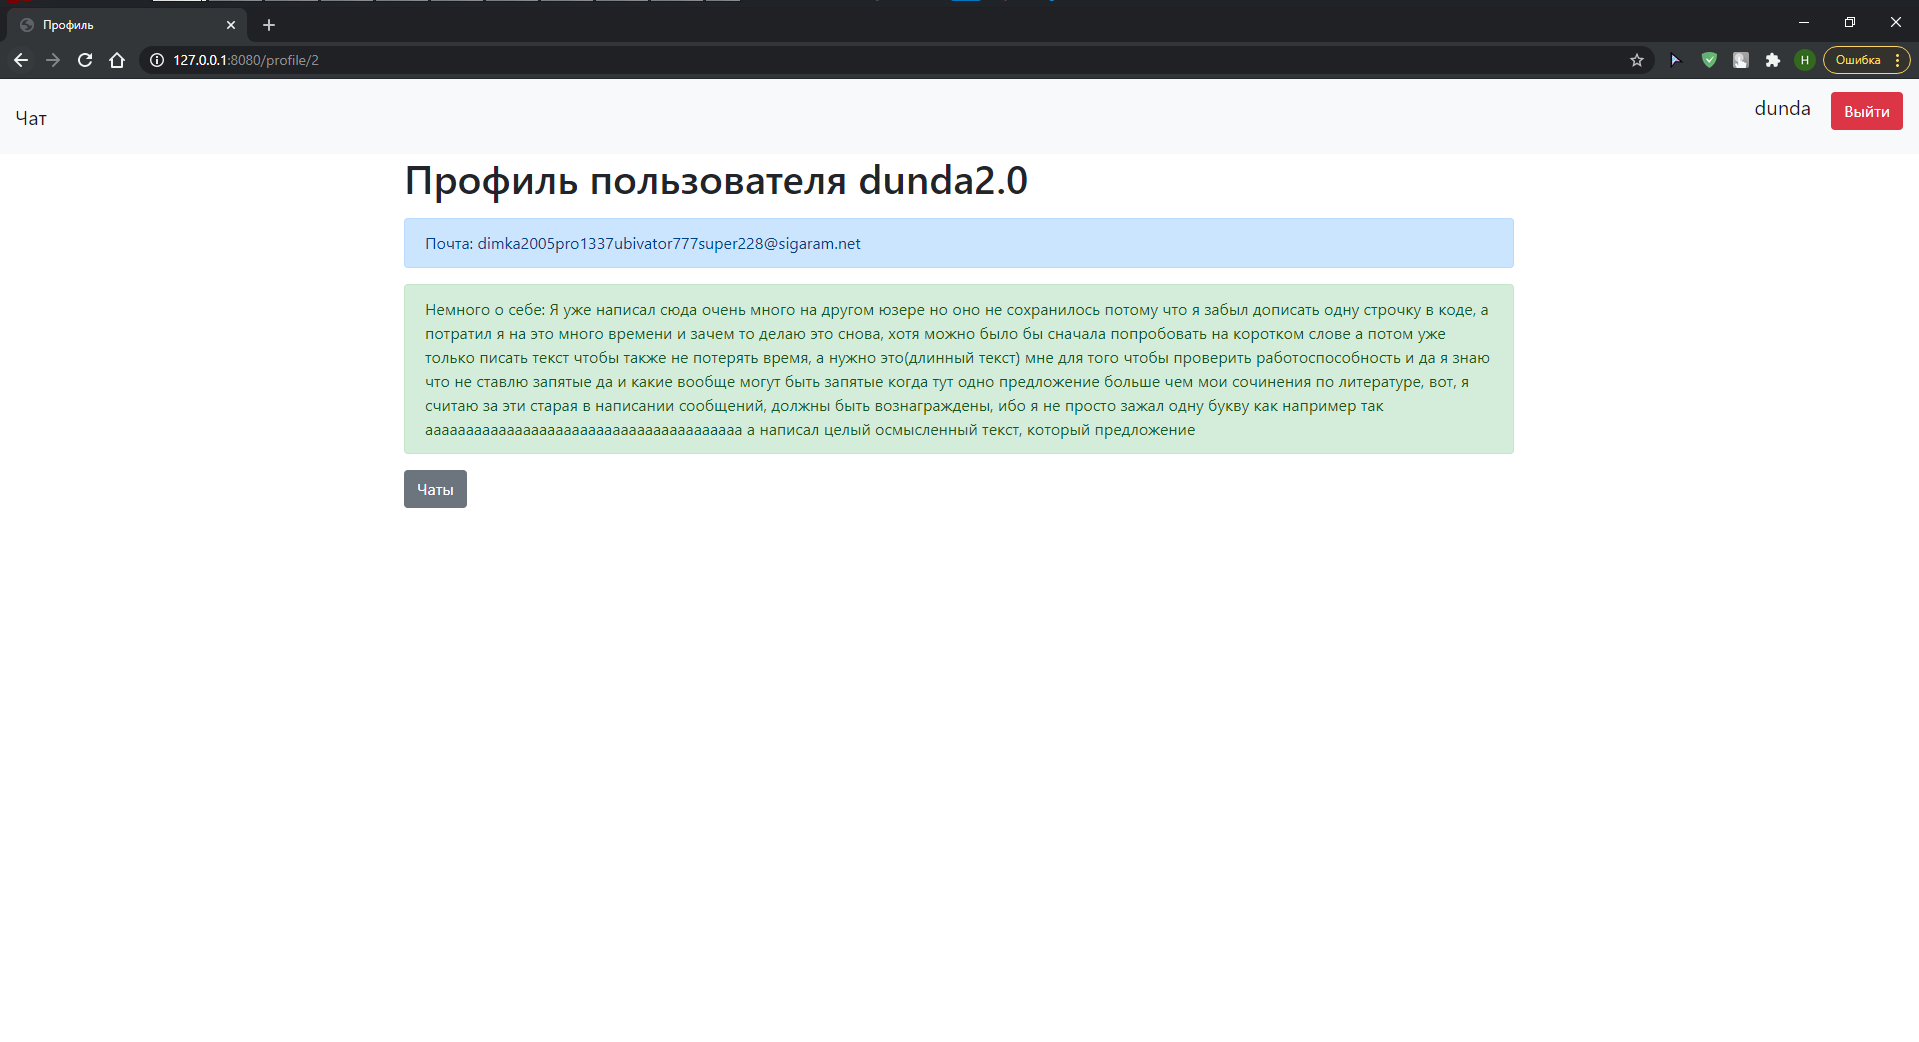 Профиль
127.0.0.1:8080/profile/2
H
Ошибка
Чат
dunda
Выйти
Профиль пользователя dunda2.0
Почта: dimka2005pro1337ubivator777super228@sigaram.net
Немного о себе: Я уже написал сюда очень много на другом юзере но оно не сохранилось потому что я забыл дописать одну строчку в коде, а
потратил я на это много времени и зачем то делаю это снова, хотя можно было бы сначала попробовать на коротком слове а потом уже
только писать текст чтобы также не потерять время, а нужно это(длинный текст) мне для того чтобы проверить работоспособность и да я знаю
что не ставлю запятые да и какие вообще могут быть запятые когда тут одно предложение больше чем мои сочинения по литературе, вот, я
считаю за эти старая в написании сообщений, должны быть вознаграждены, ибо я не просто зажал одну букву как например так
ааааааааааааааааааааааааааааааааааааааа а написал целый осмысленный текст, который предложение
Чаты